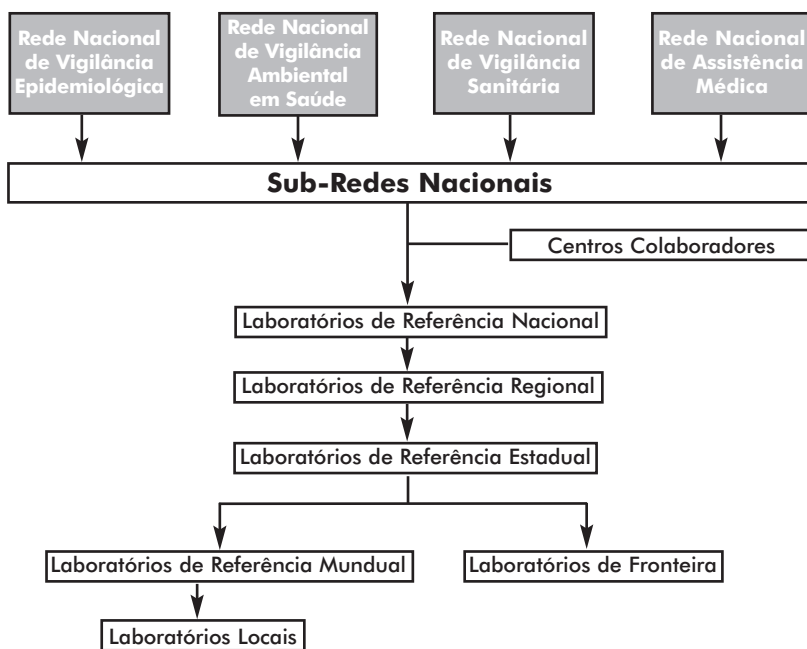 Rede Nacional
de Vigilância
Epidemiológica
Rede Nacional
de Vigilância
Ambiental
em Saúde
Rede Nacional
de Vigilância
Sanitária
Rede Nacional
de Assistência
Médica
Sub-Redes Nacionais
Centros Colaboradores
Laboratórios de Referência Nacional
Laboratórios de Referência Regional
Laboratórios de Referência Estadual
Laboratórios de Referência Mundual
Laboratórios de Fronteira
Laboratórios Locais